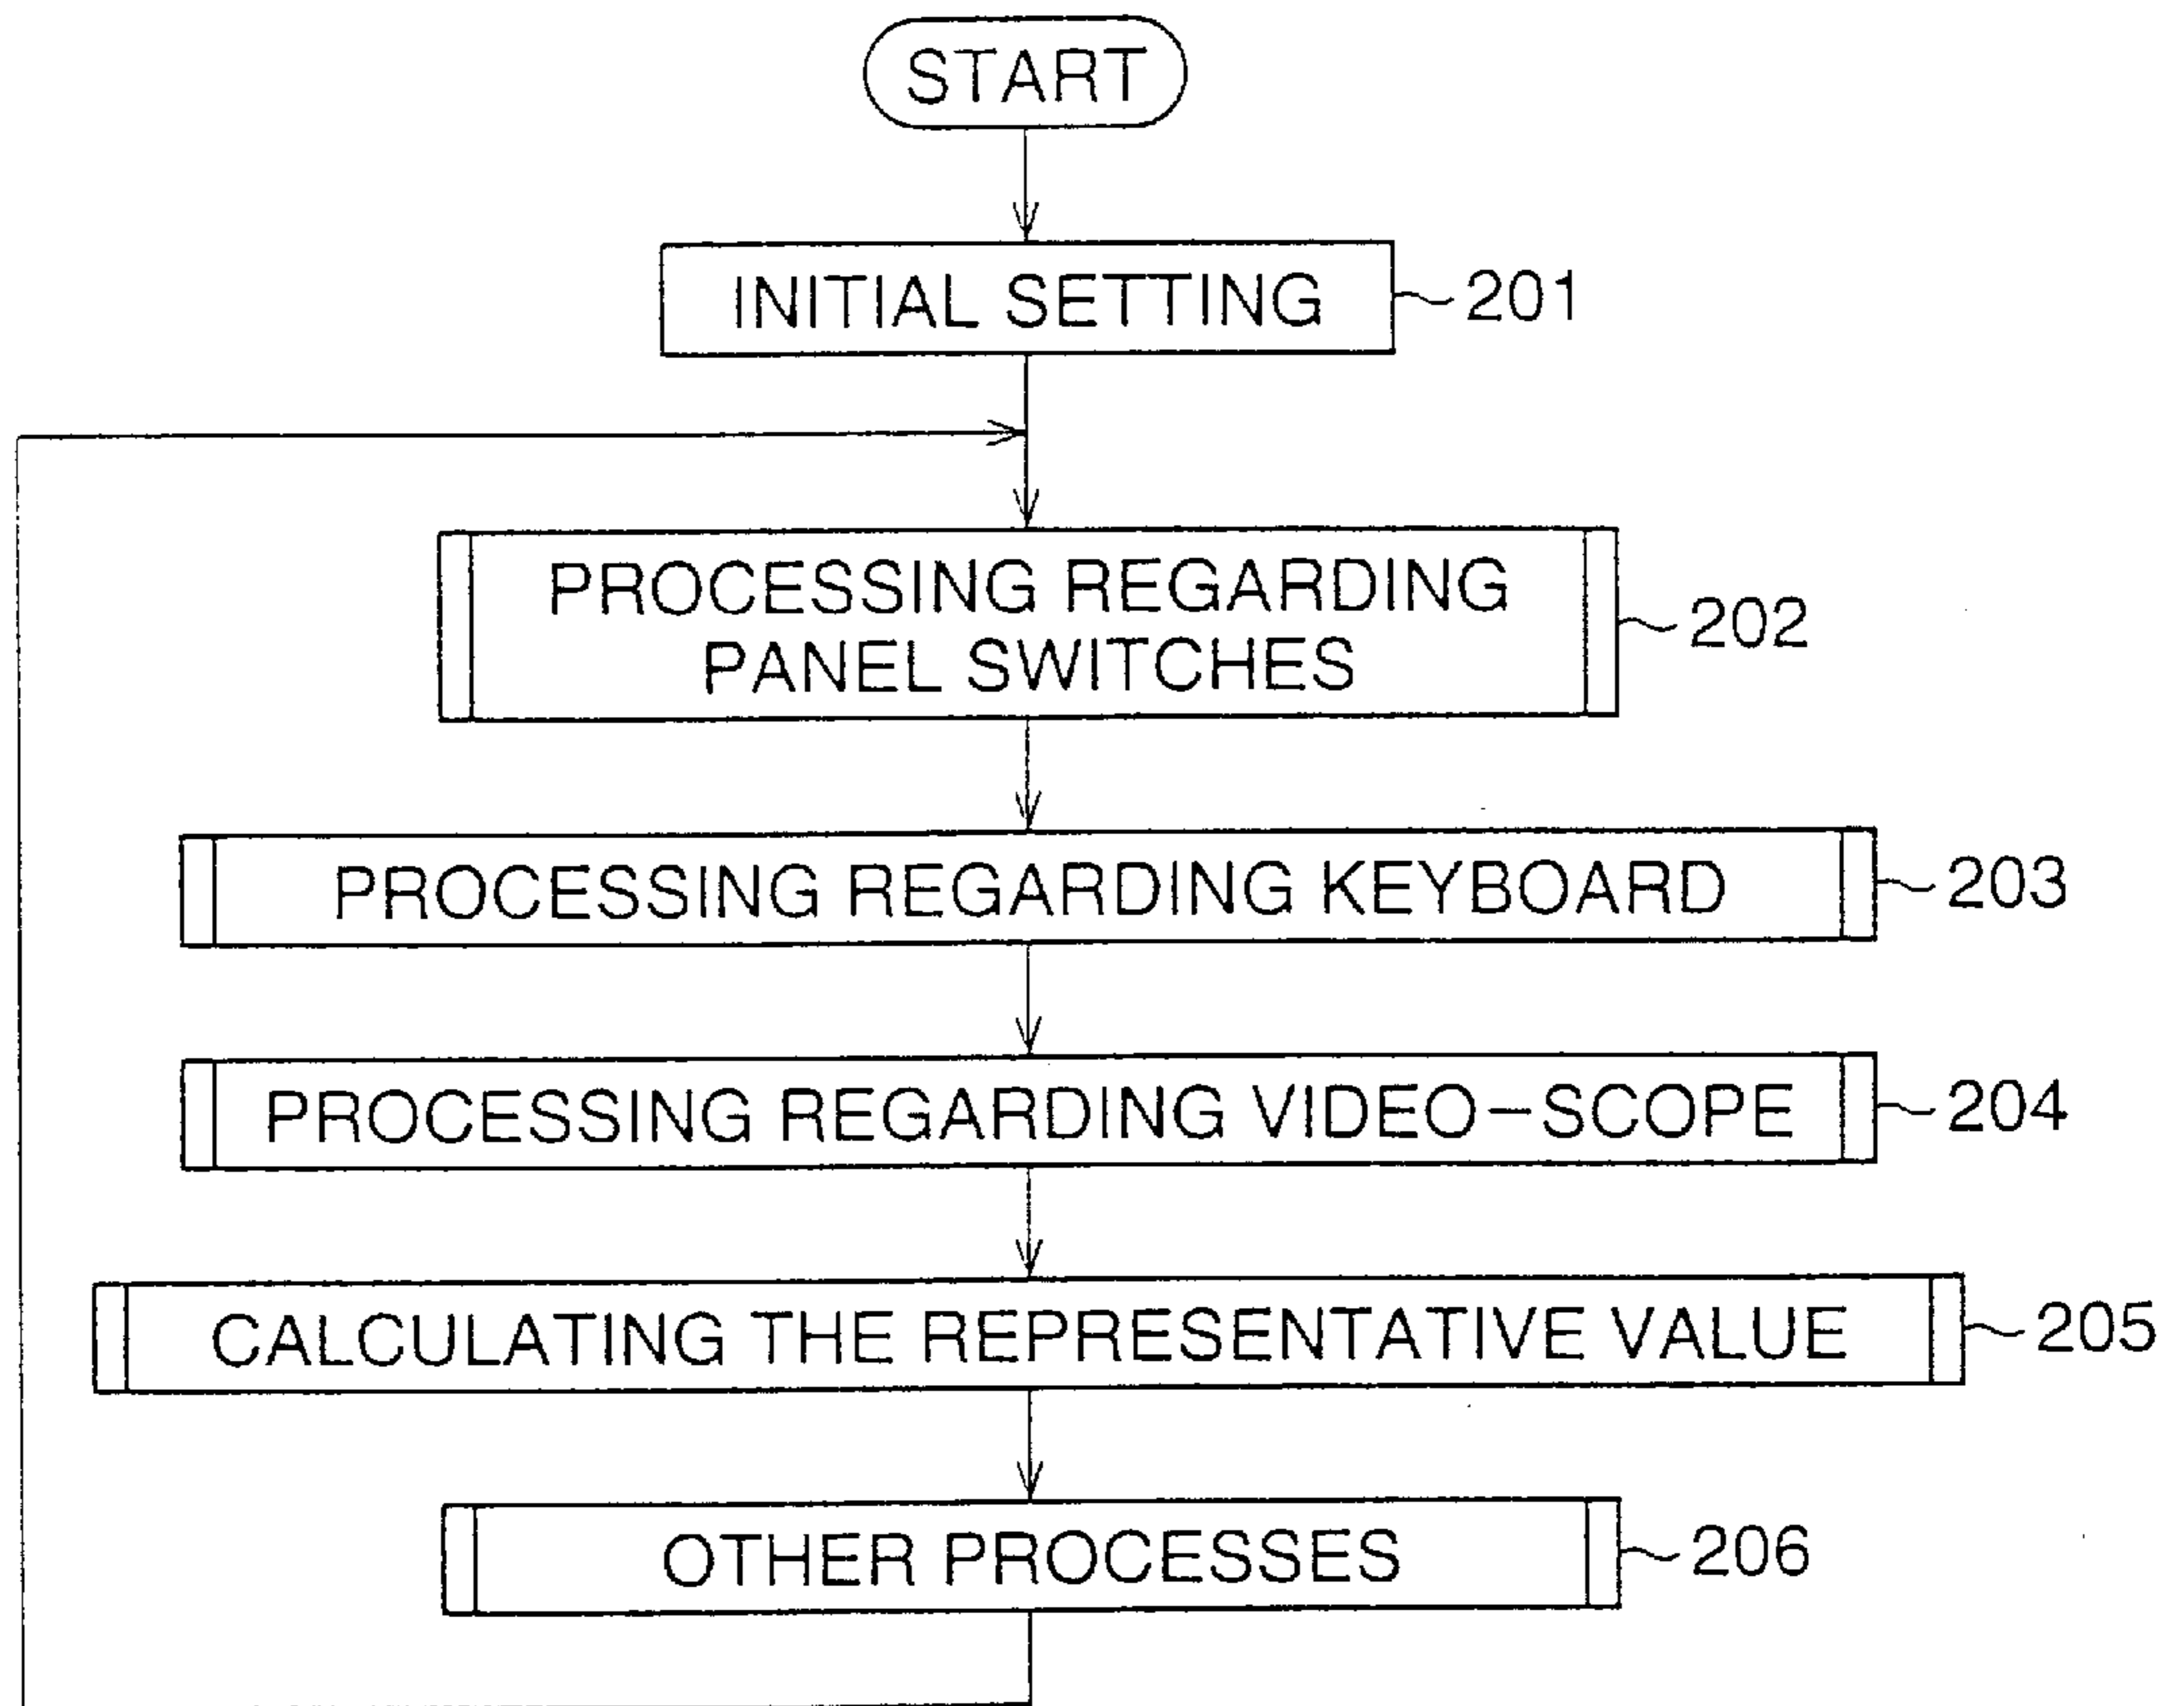 START
INITIAL SETTING
201
PROCESSING REGARDING
PANEL SWITCHES
202
PROCESSING REGARDING KEYBOARD
203
PROCESSING REGARDING VIDEO-SCOPE
204
CALCULATING THE REPRESENTATIVE VALUE
205
OTHER PROCESSES
206